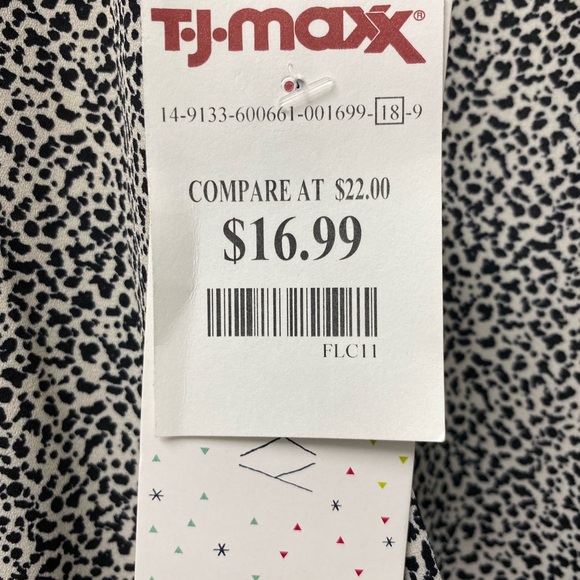 T·J·maxx®
14-9133-600661-001699-18-9
COMPARE AT $22.00
$16.99
FLC11